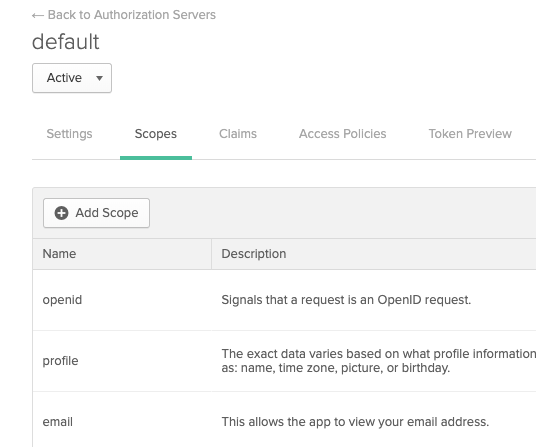 ← Back to Authorization Servers
default
Active
Settings Scopes Claims Access Policies Token Preview
Add Scope
Name Description
openid Signals that a request is an OpenID request.
profile The exact data varies based on what profile information
as: name, time zone, picture, or birthday.
email This allows the app to view your email address.